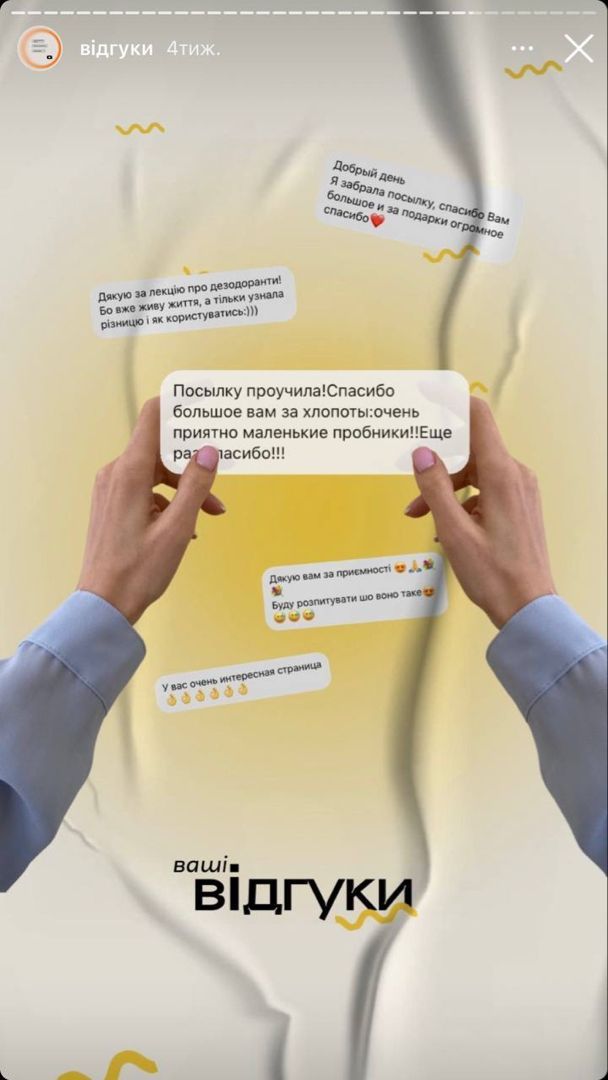 відгуки 4тиж.
Добрый день
Я забрала посылку, спасибо Вам
большое и за подарки огромное
спасибо❤️
Дякую за лекцію про дезодоранти!
Бо вже живу життя, а тільки узнала
різницю і як користуватись:)))
Посылку проучила!Спасибо
большое вам за хлопоты:очень
приятно маленькие пробники!!Еще
спасибо!!!
Дякую вам за приємності 😍🙏💐
💐
Буду розпитувати шо воно таке😍
😅😅😅
У вас очень интересная страница
👌👌👌👌👌👌
ваші
відгуки